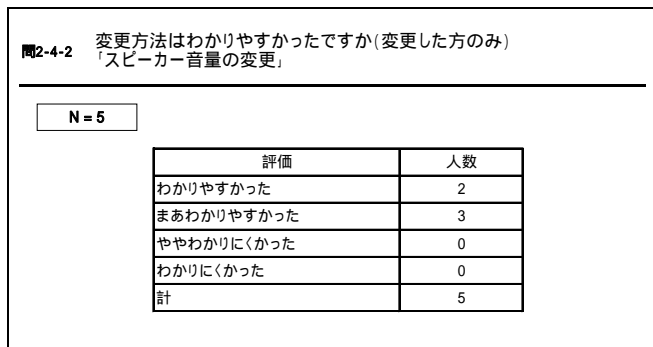 問2-4-2 変更方法はわかりやすかったですか(変更した方のみ)
「スピーカー音量の変更」
N = 5
評価 人数
わかりやすかった 2
まあわかりやすかった 3
ややわかりにくかった 0
わかりにくかった 0
計 5